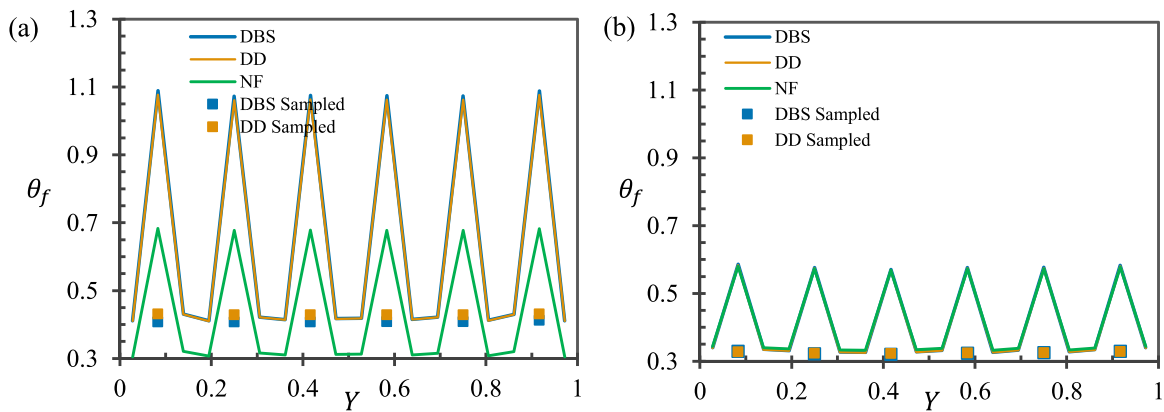 (a)
1.3
1.1
0.9
0.7
0.5
0.3
θf
0
0.2
0.4
0.6
0.8
1
Y
DBS
DD
NF
DBS Sampled
DD Sampled
(b)
1.3
1.1
0.9
0.7
0.5
0.3
θf
0
0.2
0.4
0.6
0.8
1
Y
DBS
DD
NF
DBS Sampled
DD Sampled